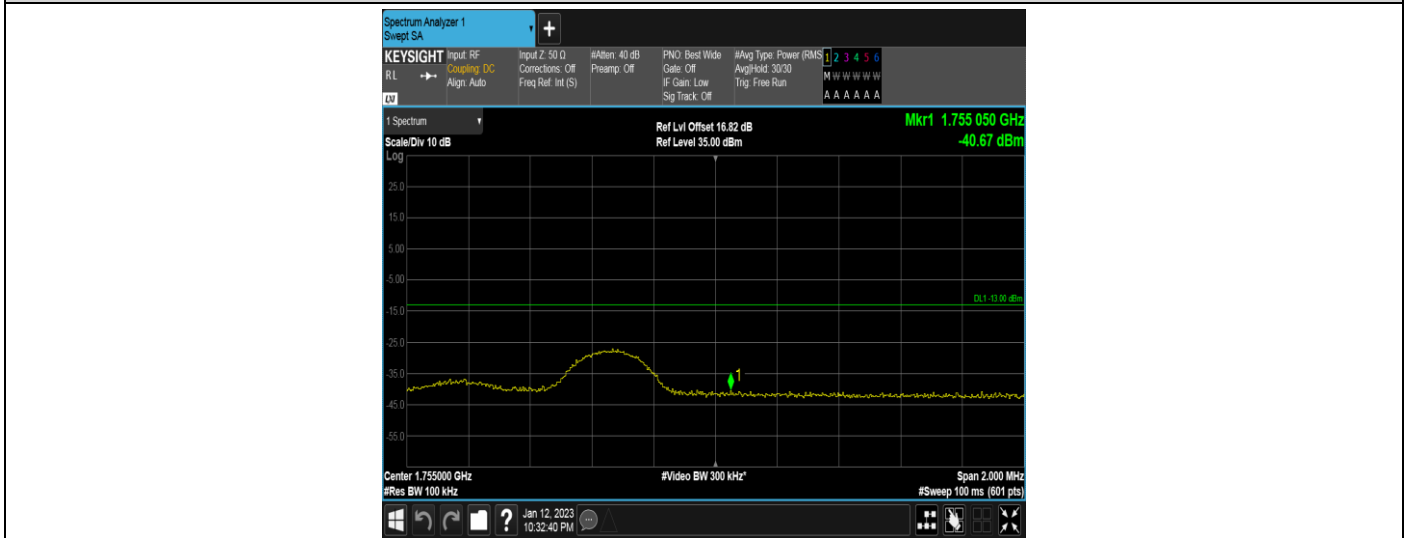 Spectrum Analyzer 1
Swept SA
+
KEYSIGHT
RL
LXI
Input: RF
Coupling: DC
Align: Auto
Input Z: 50 Ω
Corrections: Off
Freq Ref: Int (S)
#Atten: 40 dB
Preamp: Off
PNO: Best Wide
Gate: Off
IF Gain: Low
Sig Track: Off
#Avg Type: Power (RMS
Avg|Hold: 30/30
Trig: Free Run
1 2 3 4 5 6
M W W W W W
A A A A A A
1 Spectrum
Scale/Div 10 dB
Log
Ref Lvl Offset 16.82 dB
Ref Level 35.00 dBm
Mkr1 1.755 050 GHz
-40.67 dBm
25.0
15.0
5.00
-5.00
DL1 -13.00 dBm
-15.0
-25.0
-35.0
1
-45.0
-55.0
Center 1.755000 GHz
#Res BW 100 kHz
#Video BW 300 kHz*
Span 2.000 MHz
#Sweep 100 ms (601 pts)
?
Jan 12, 2023
10:32:40 PM